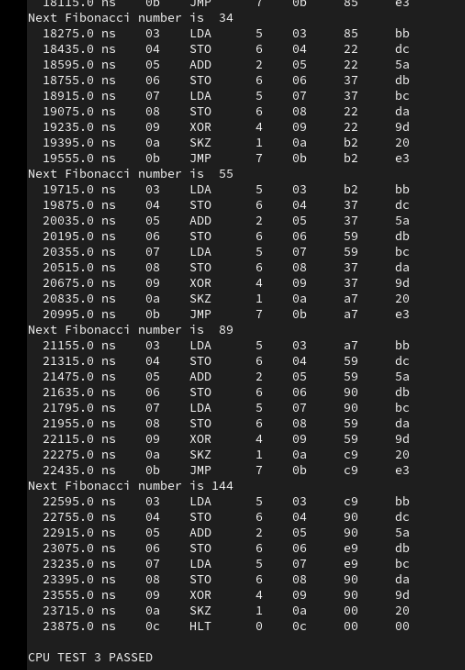 18115.0 ns 0b JMP 7 0b 85 e3
Next Fibonacci number is 34
18275.0 ns 03 LDA 5 03 85 bb
18435.0 ns 04 STO 6 04 22 dc
18595.0 ns 05 ADD 2 05 22 5a
18755.0 ns 06 STO 6 06 37 db
18915.0 ns 07 LDA 5 07 37 bc
19075.0 ns 08 STO 6 08 22 da
19235.0 ns 09 XOR 4 09 22 9d
19395.0 ns 0a SKZ 1 0a b2 20
19555.0 ns 0b JMP 7 0b b2 e3
Next Fibonacci number is 55
19715.0 ns 03 LDA 5 03 b2 bb
19875.0 ns 04 STO 6 04 37 dc
20035.0 ns 05 ADD 2 05 37 5a
20195.0 ns 06 STO 6 06 59 db
20355.0 ns 07 LDA 5 07 59 bc
20515.0 ns 08 STO 6 08 37 da
20675.0 ns 09 XOR 4 09 37 9d
20835.0 ns 0a SKZ 1 0a a7 20
20995.0 ns 0b JMP 7 0b a7 e3
Next Fibonacci number is 89
21155.0 ns 03 LDA 5 03 a7 bb
21315.0 ns 04 STO 6 04 59 dc
21475.0 ns 05 ADD 2 05 59 5a
21635.0 ns 06 STO 6 06 90 db
21795.0 ns 07 LDA 5 07 90 bc
21955.0 ns 08 STO 6 08 59 da
22115.0 ns 09 XOR 4 09 59 9d
22275.0 ns 0a SKZ 1 0a c9 20
22435.0 ns 0b JMP 7 0b c9 e3
Next Fibonacci number is 144
22595.0 ns 03 LDA 5 03 c9 bb
22755.0 ns 04 STO 6 04 90 dc
22915.0 ns 05 ADD 2 05 90 5a
23075.0 ns 06 STO 6 06 e9 db
23235.0 ns 07 LDA 5 07 e9 bc
23395.0 ns 08 STO 6 08 90 da
23555.0 ns 09 XOR 4 09 90 9d
23715.0 ns 0a SKZ 1 0a 00 20
23875.0 ns 0c HLT 0 0c 00 00
CPU TEST 3 PASSED